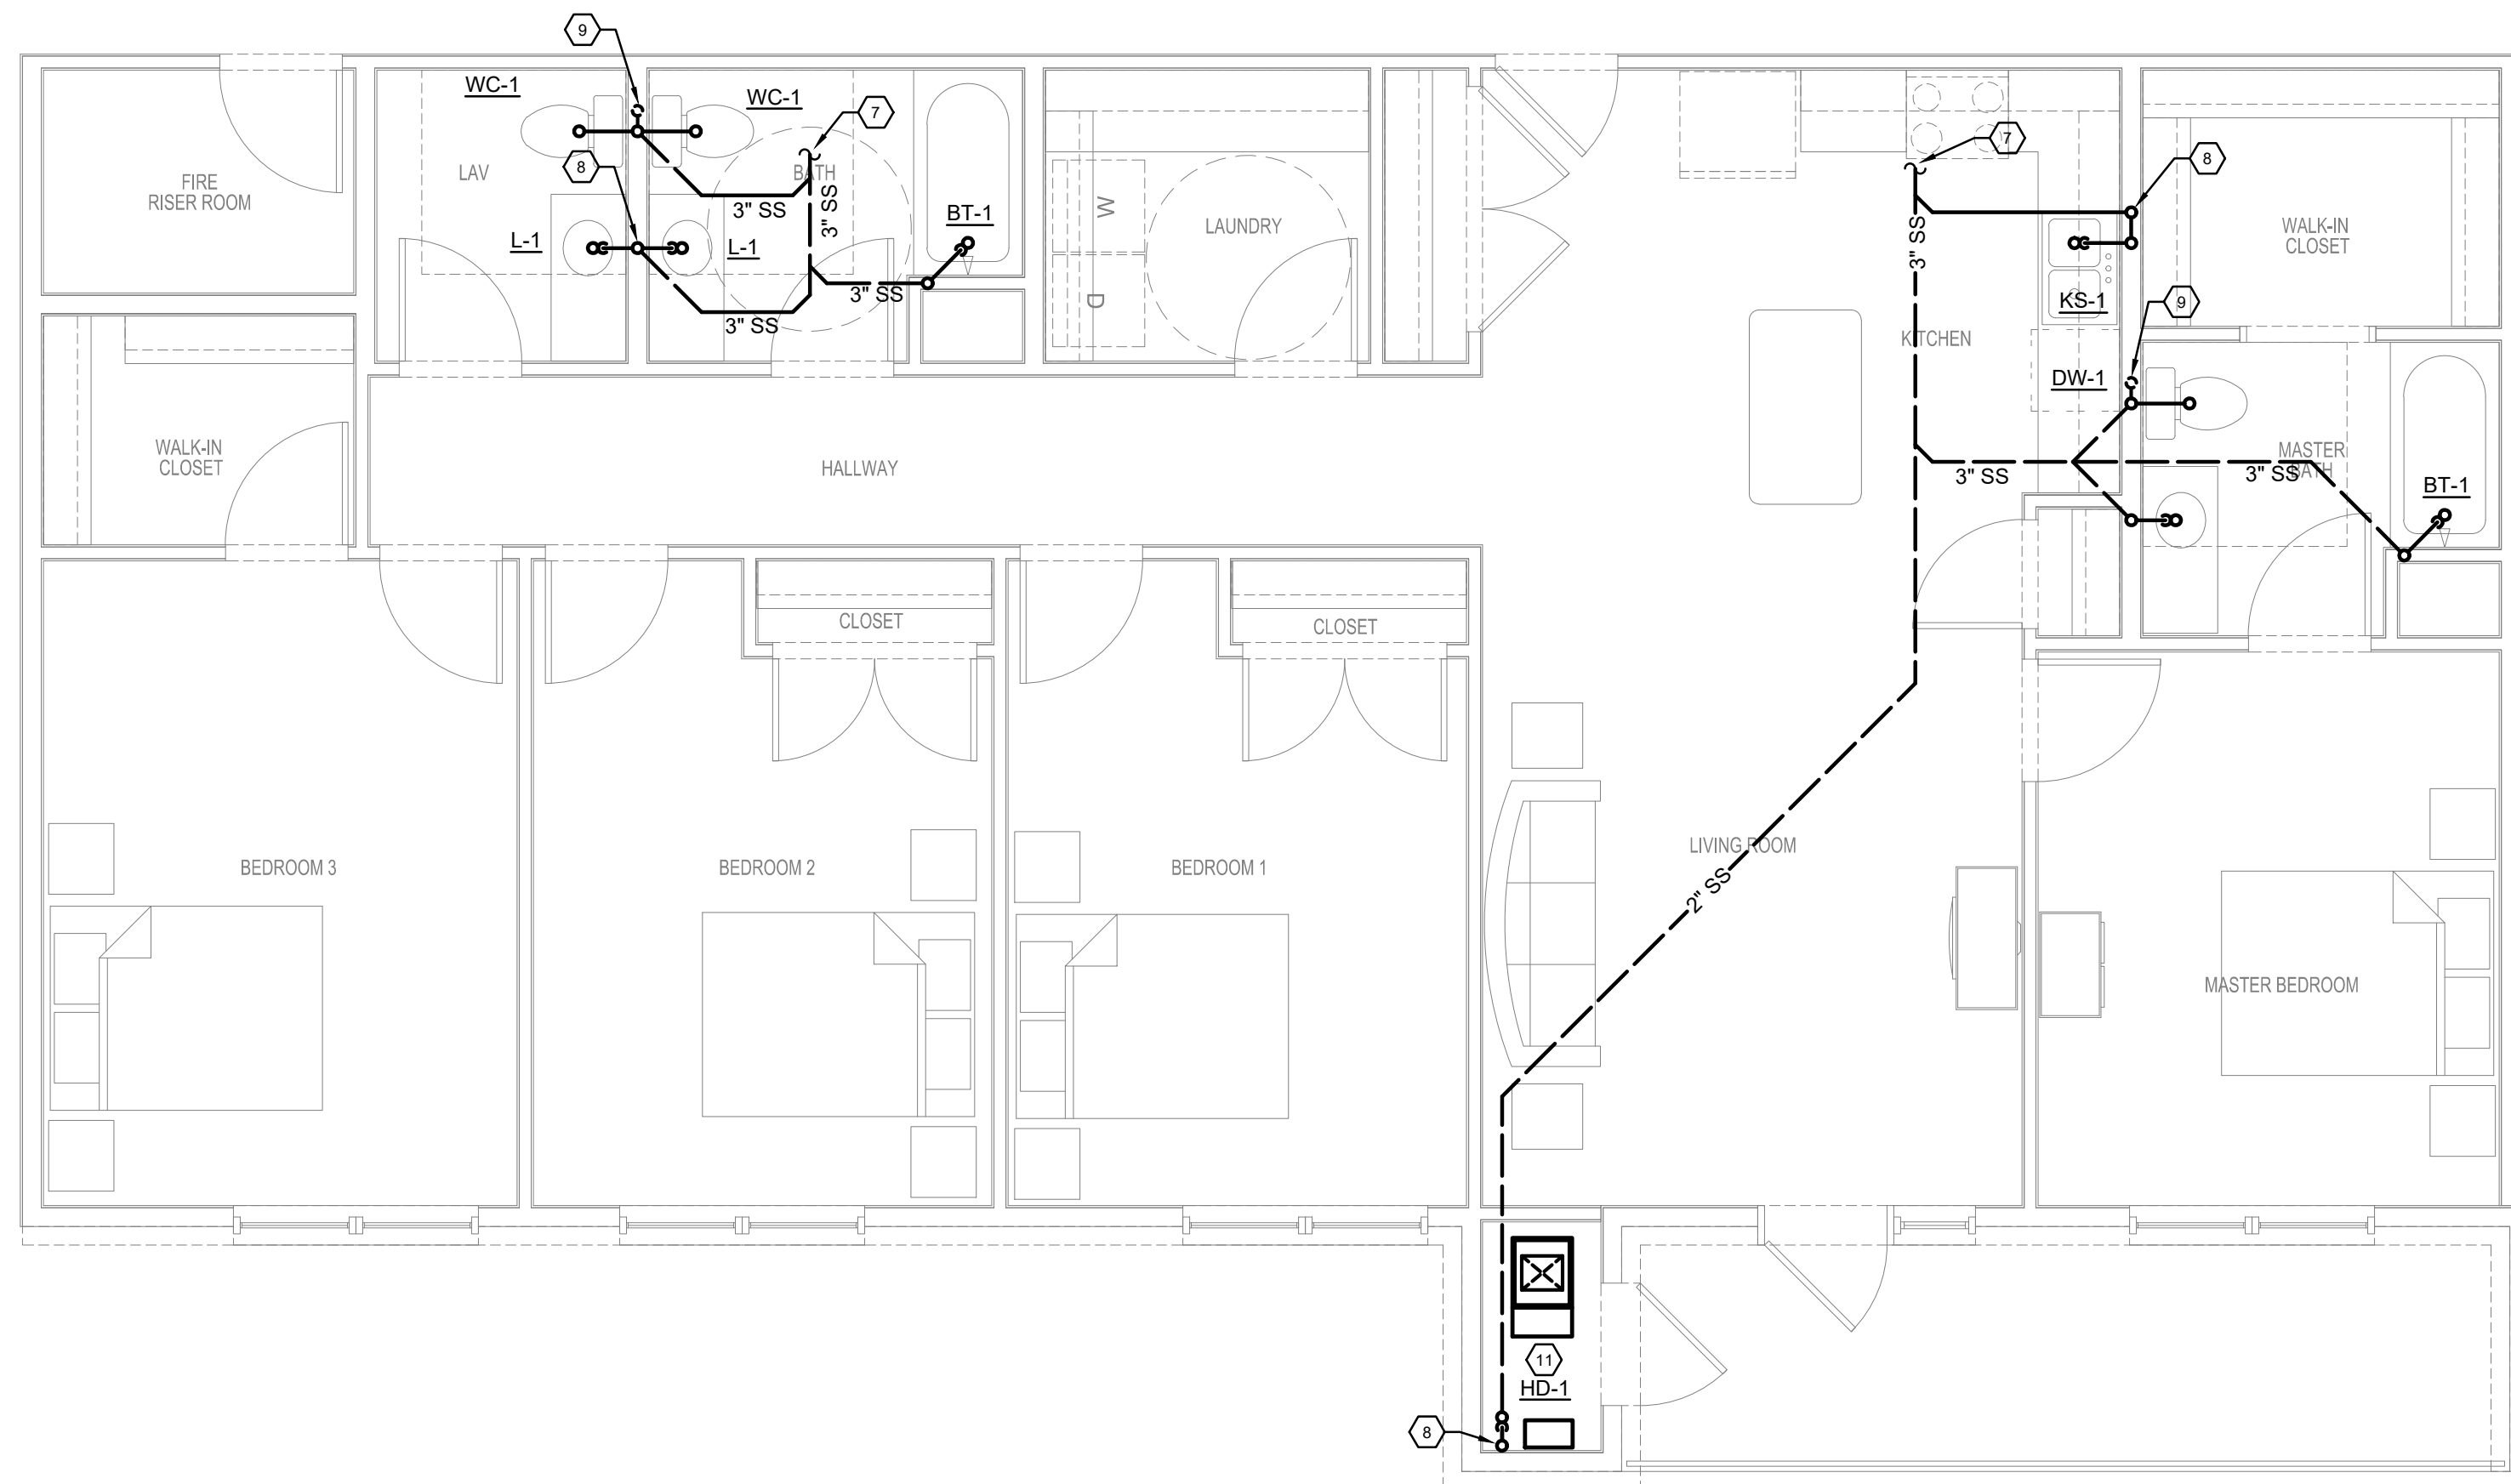 9
WC-1
WC-1
7
7
8
8
LAV
BATH
FIRE
RISER ROOM
3" SS
3" SS
BT-1
W
LAUNDRY
3" SS
WALK-IN
CLOSET
L-1
L-1
3" SS
D
KS-1
9
3" SS
KITCHEN
DW-1
WALK-IN
CLOSET
HALLWAY
MASTER
BATH
3" SS
3" SS
BT-1
CLOSET
CLOSET
LIVING ROOM
BEDROOM 3
BEDROOM 2
BEDROOM 1
2" SS
MASTER BEDROOM
11
HD-1
8